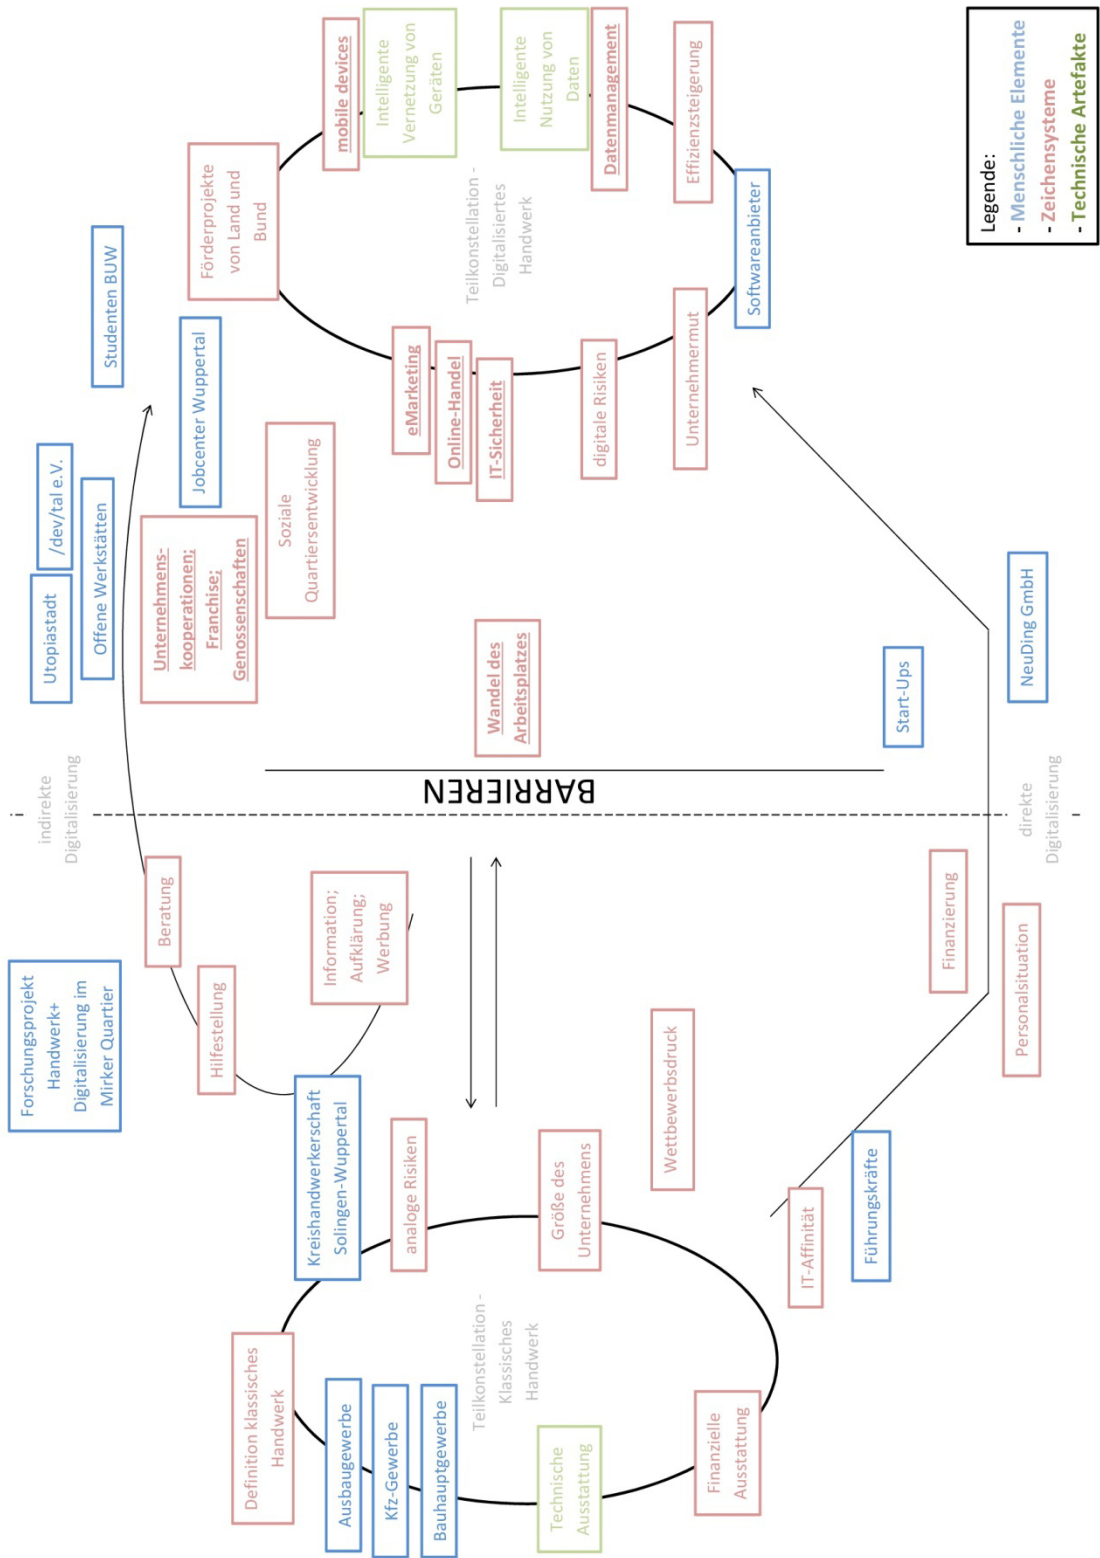 Forschungsprojekt
Handwerk+
Digitalisierung im
Mirker Quartier
indirekte
Digitalisierung
Utopiastadt
/dev/tal e.V.
Offene Werkstätten
Studenten BUW
Beratung
Hilfestellung
Unternehmens-
kooperationen;
Franchise;
Genossenschaften
Jobcenter Wuppertal
Soziale
Quartiersentwicklung
Förderprojekte
von Land und
Bund
mobile devices
Intelligente
Vernetzung von
Geräten
Intelligente
Nutzung von
Daten
Datenmanagement
Effizienzsteigerung
Softwareanbieter
Unternehmermut
digitale Risiken
IT-Sicherheit
Online-Handel
eMarketing
Teilkonstellation -
Digitalisiertes
Handwerk
Definition klassisches
Handwerk
Ausbaugewerbe
Kfz-Gewerbe
Bauhauptgewerbe
Technische
Ausstattung
Finanzielle
Ausstattung
Teilkonstellation -
Klassisches
Handwerk
Kreishandwerkerschaft
Solingen-Wuppertal
analoge Risiken
Größe des
Unternehmens
Information;
Aufklärung;
Werbung
Wettbewerbsdruck
BARRIEREN
Wandel des
Arbeitsplatzes
IT-Affinität
Führungskräfte
Finanzierung
Personalsituation
Start-Ups
NeuDing GmbH
direkte
Digitalisierung
Legende:
- Menschliche Elemente
- Zeichensysteme
- Technische Artefakte